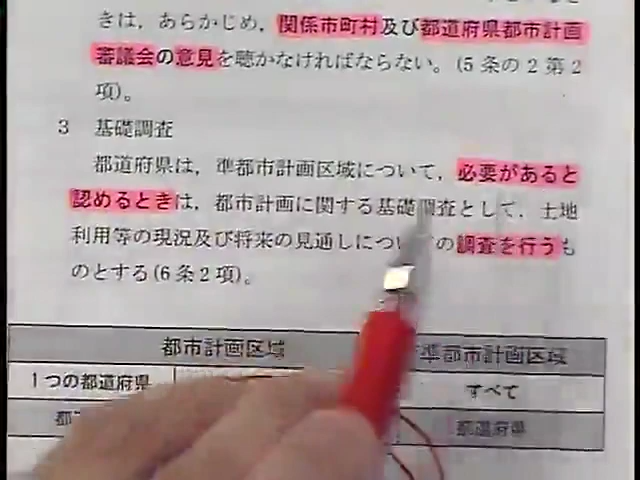 きは，あらかじめ，関係市町村及び都道府県都市計画
審議会の意見を聴かなければならない。(5条の2第2
項)。
3 基礎調査
都道府県は，準都市計画区域について，必要があると
認めるときは，都市計画に関する基礎調査として，土地
利用等の現況及び将来の見通しについての調査を行うも
のとする(6条2項)。
都市計画区域 準都市計画区域
1つの都道府県 すべて
都 都道府県